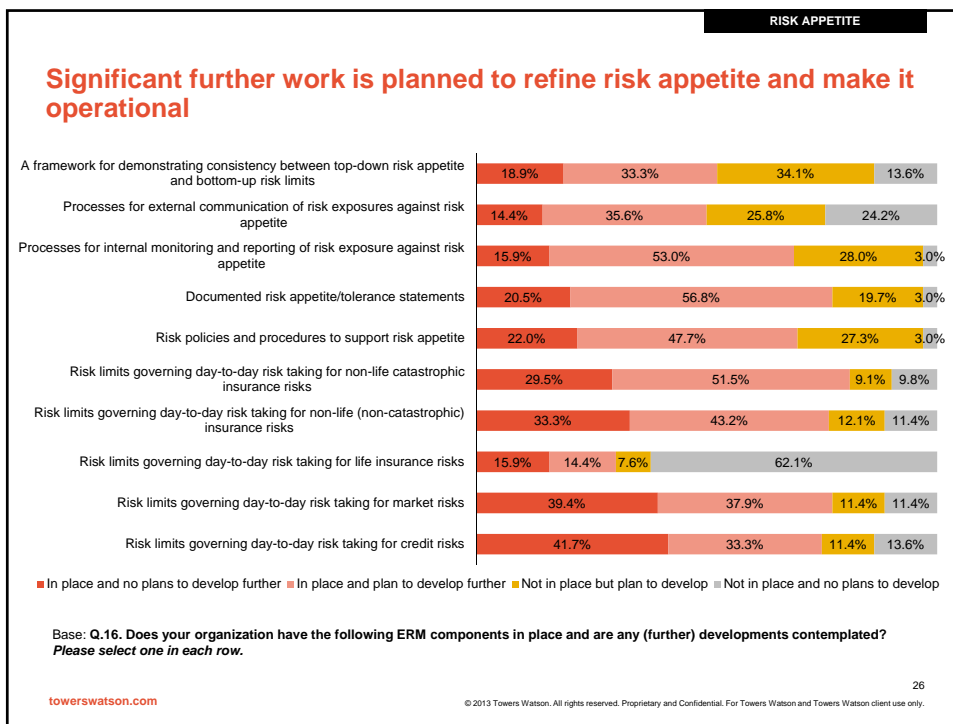 RISK APPETITE
Significant further work is planned to refine risk appetite and make it
operational
A framework for demonstrating consistency between top-down risk appetite
and bottom-up risk limits
18.9% 33.3% 34.1% 13.6%
Processes for external communication of risk exposures against risk
appetite
14.4% 35.6% 25.8% 24.2%
Processes for internal monitoring and reporting of risk exposure against risk
appetite
15.9% 53.0% 28.0% 3.0%
Documented risk appetite/tolerance statements
20.5% 56.8% 19.7% 3.0%
Risk policies and procedures to support risk appetite
22.0% 47.7% 27.3% 3.0%
Risk limits governing day-to-day risk taking for non-life catastrophic
insurance risks
29.5% 51.5% 9.1% 9.8%
Risk limits governing day-to-day risk taking for non-life (non-catastrophic)
insurance risks
33.3% 43.2% 12.1% 11.4%
Risk limits governing day-to-day risk taking for life insurance risks
15.9% 14.4% 7.6% 62.1%
Risk limits governing day-to-day risk taking for market risks
39.4% 37.9% 11.4% 11.4%
Risk limits governing day-to-day risk taking for credit risks
41.7% 33.3% 11.4% 13.6%
In place and no plans to develop further In place and plan to develop further Not in place but plan to develop Not in place and no plans to develop
Base: Q.16. Does your organization have the following ERM components in place and are any (further) developments contemplated?
Please select one in each row.
26
towerswatson.com
© 2013 Towers Watson. All rights reserved. Proprietary and Confidential. For Towers Watson and Towers Watson client use only.